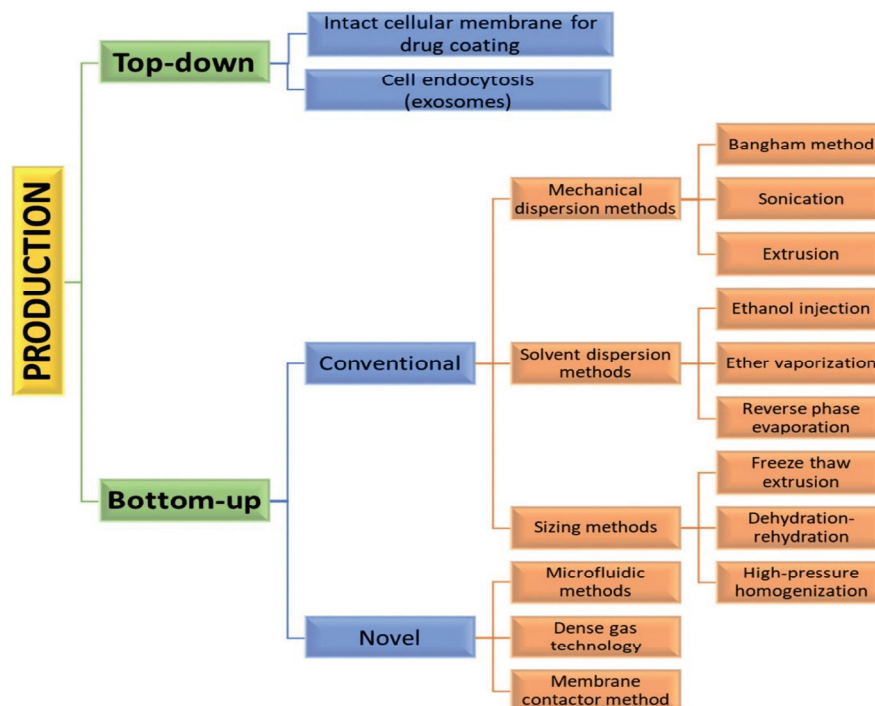 PRODUCTION
Top-down
Intact cellular membrane for
drug coating
Cell endocytosis
(exosomes)
Bottom-up
Conventional
Mechanical
dispersion methods
Bangham method
Sonication
Extrusion
Solvent dispersion
methods
Ethanol injection
Ether vaporization
Reverse phase
evaporation
Sizing methods
Freeze thaw
extrusion
Dehydration-
rehydration
High-pressure
homogenization
Novel
Microfluidic
methods
Dense gas
technology
Membrane
contactor method